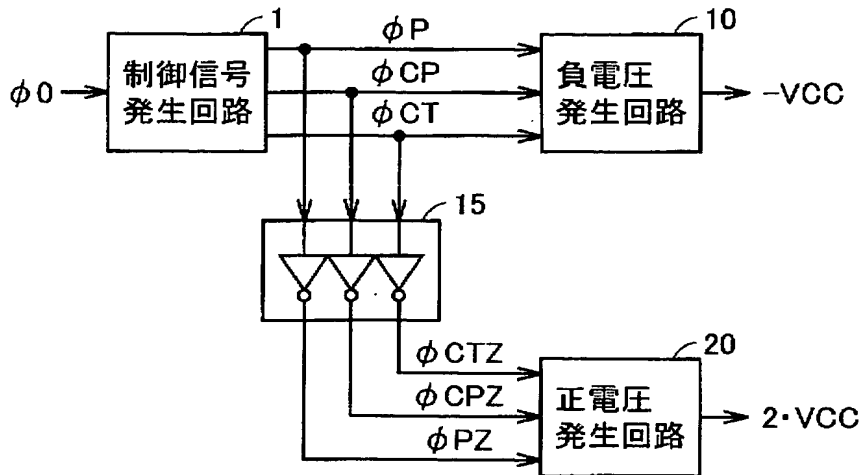 1
10
φP
φ0
制御信号
発生回路
φCP
負電圧
発生回路
-VCC
φCT
15
φCTZ
20
φCPZ
正電圧
発生回路
2・VCC
φPZ